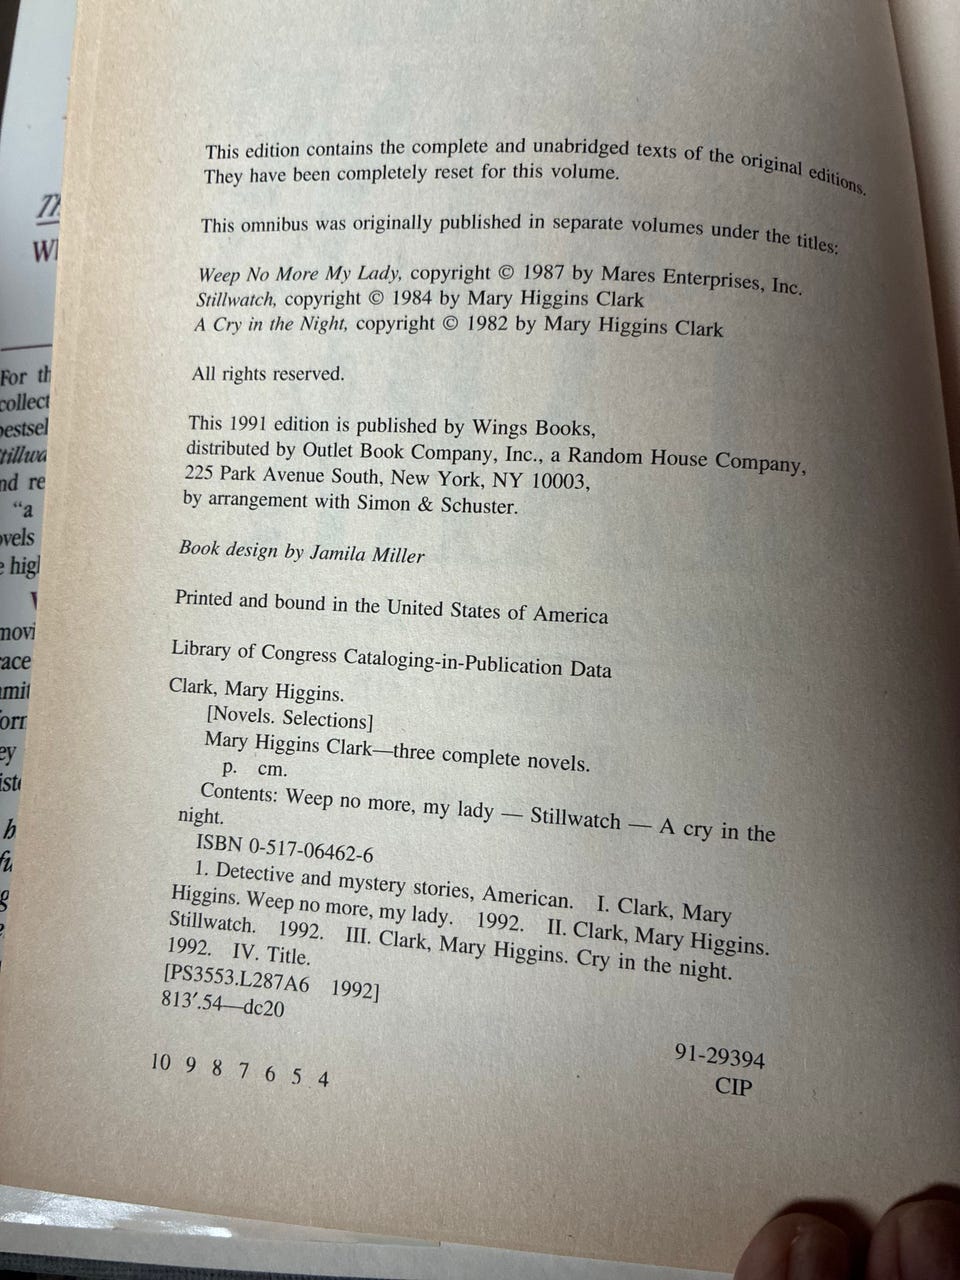 This edition contains the complete and unabridged texts of the original editions.
They have been completely reset for this volume.
This omnibus was originally published in separate volumes under the titles:
Weep No More My Lady, copyright © 1987 by Mares Enterprises, Inc.
Stillwatch, copyright © 1984 by Mary Higgins Clark
A Cry in the Night, copyright © 1982 by Mary Higgins Clark
All rights reserved.
This 1991 edition is published by Wings Books,
distributed by Outlet Book Company, Inc., a Random House Company,
225 Park Avenue South, New York, NY 10003,
by arrangement with Simon & Schuster.
Book design by Jamila Miller
Printed and bound in the United States of America
Library of Congress Cataloging-in-Publication Data
Clark, Mary Higgins.
[Novels. Selections]
Mary Higgins Clark—three complete novels.
p. cm.
Contents: Weep no more, my lady — Stillwatch — A cry in the
night.
ISBN 0-517-06462-6
1. Detective and mystery stories, American. I. Clark, Mary
Higgins. Weep no more, my lady. 1992. II. Clark, Mary Higgins.
Stillwatch. 1992. III. Clark, Mary Higgins. Cry in the night.
1992. IV. Title.
[PS3553.L287A6 1992]
813′.54—dc20
91-29394
CIP
10 9 8 7 6 5 4